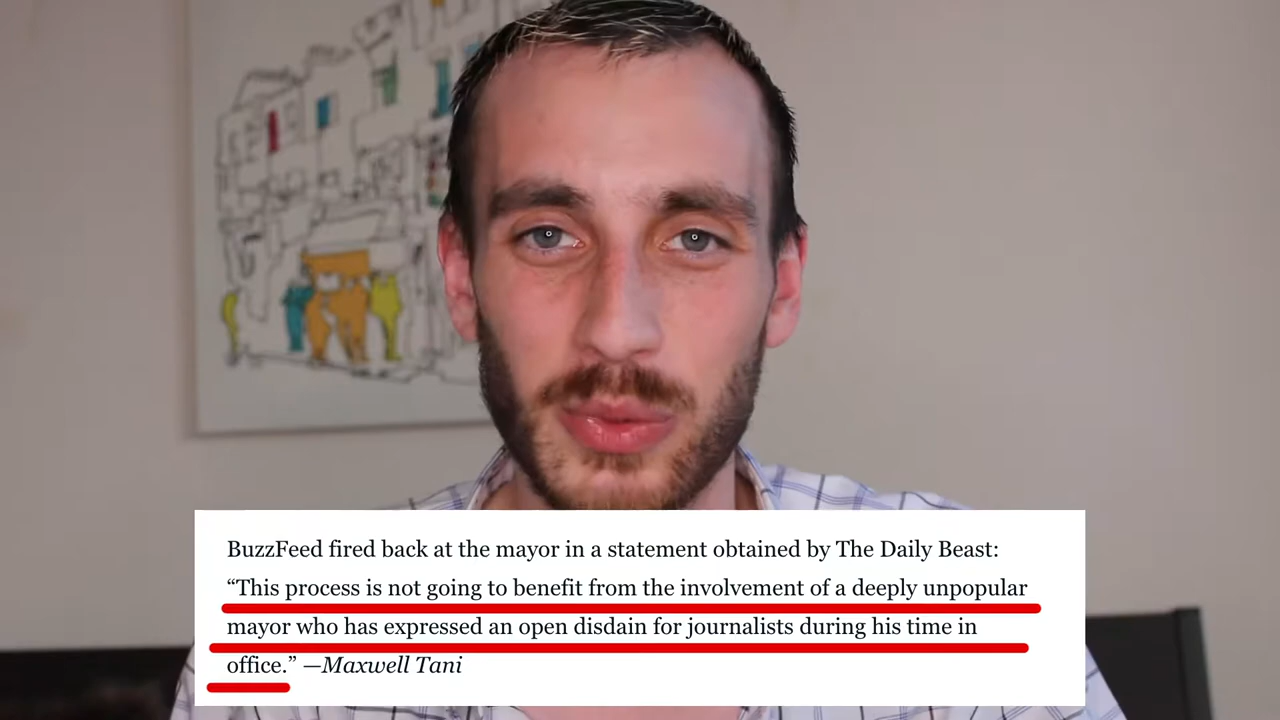 BuzzFeed fired back at the mayor in a statement obtained by The Daily Beast:
“This process is not going to benefit from the involvement of a deeply unpopular
mayor who has expressed an open disdain for journalists during his time in
office.” —Maxwell Tani